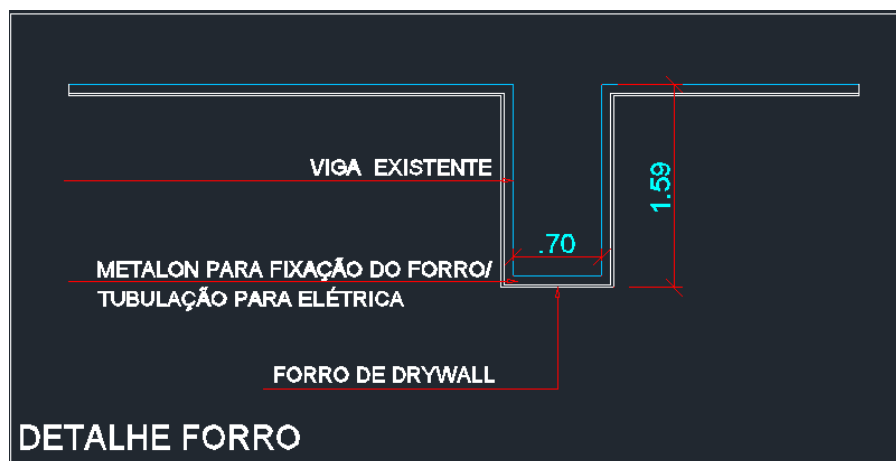 VIGA EXISTENTE
1.59
.70
METALON PARA FIXAÇÃO DO FORRO/
TUBULAÇÃO PARA ELÉTRICA
FORRO DE DRYWALL
DETALHE FORRO